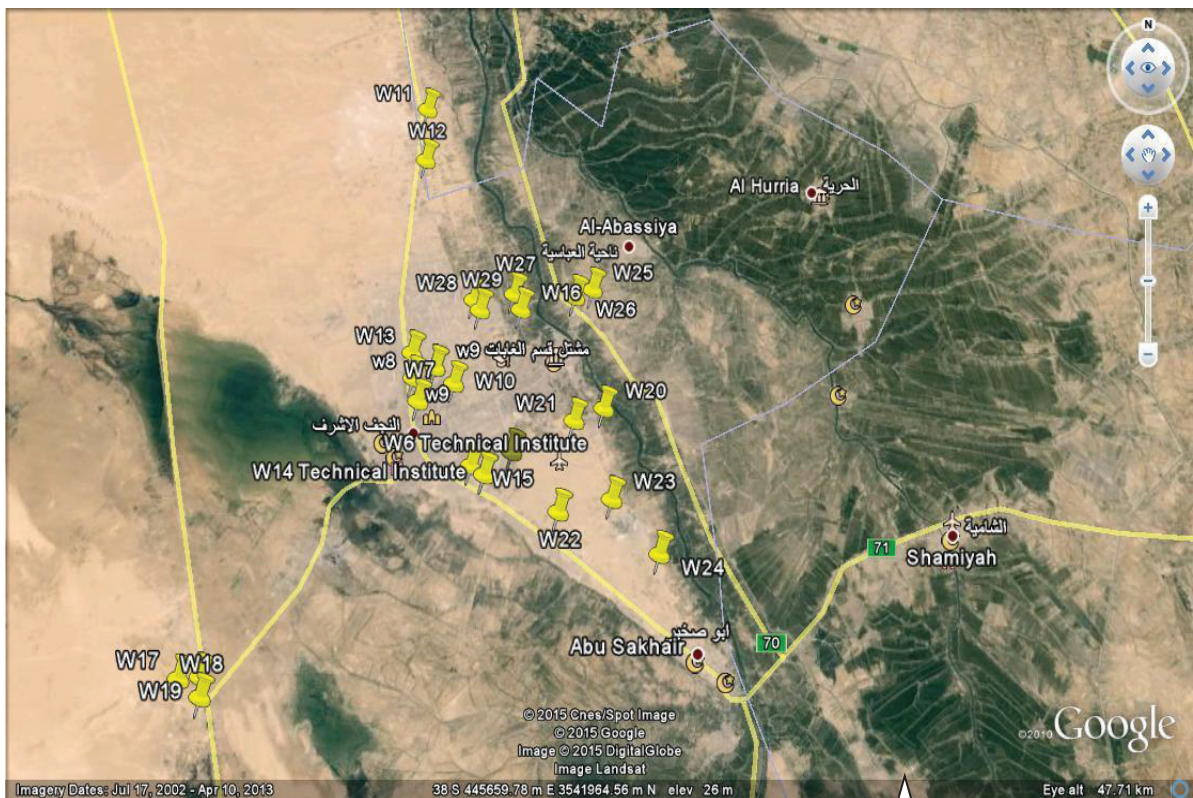 N
W11
W12
Al Hurria الحرية
Al-Abassiya
ناحية العباسية
W27
W28 W29 W25
W16
W26
W13
w9 مشتل قسم الغابات
w8 W7
W10
w9
W20
W21
النجف الاشرف
W6 Technical Institute
W14 Technical Institute
W15
W23
W22
W24
الشامية
71
Shamiyah
أبو صخير
Abu Sakhair
70
W17 W18
W19
© 2015 Cnes/Spot Image
© 2015 Google
Image © 2015 DigitalGlobe
Image Landsat
©2010 Google
Imagery Dates: Jul 17, 2002 - Apr 10, 2013 38 S 445659.78 m E 3541964.56 m N elev 26 m Eye alt 47.71 km